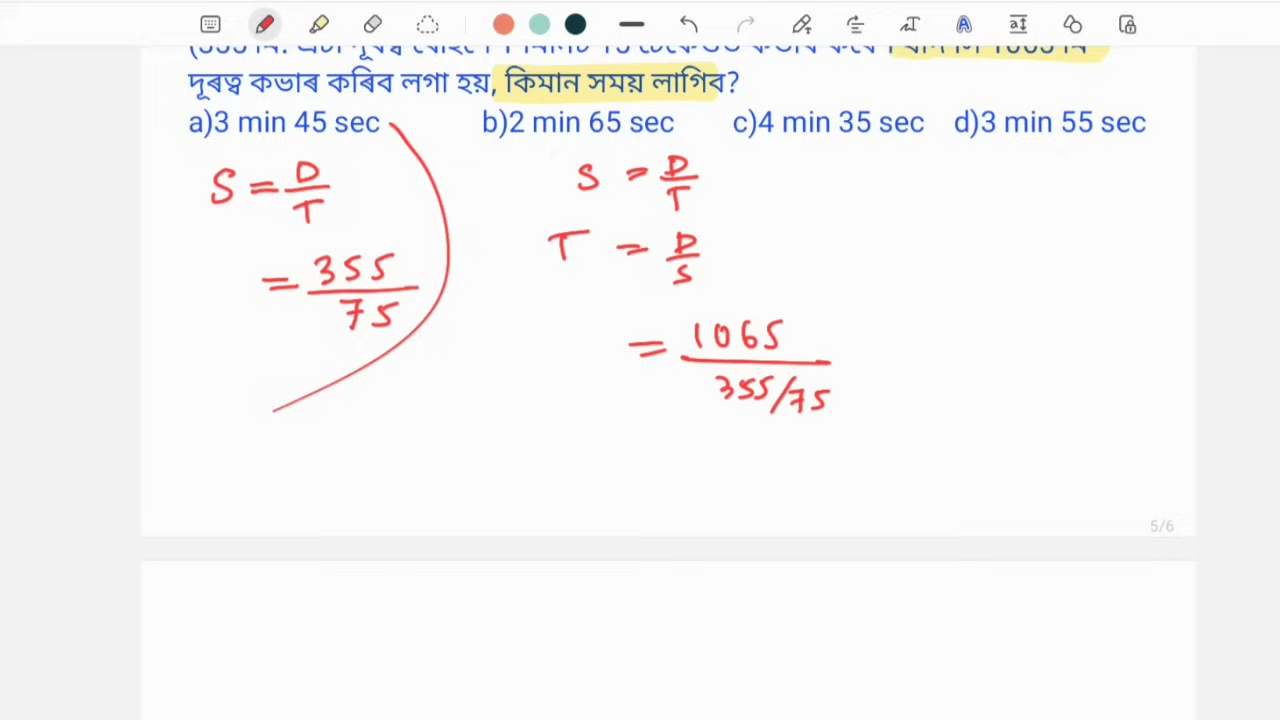 দূৰত্ব কভাৰ কৰিব লগা হয়, কিমান সময় লাগিব?
a)3 min 45 sec b)2 min 65 sec c)4 min 35 sec d)3 min 55 sec
S = D/T
= 355/75
S = D/T
T = D/S
= 1065 / 355/75
5/6